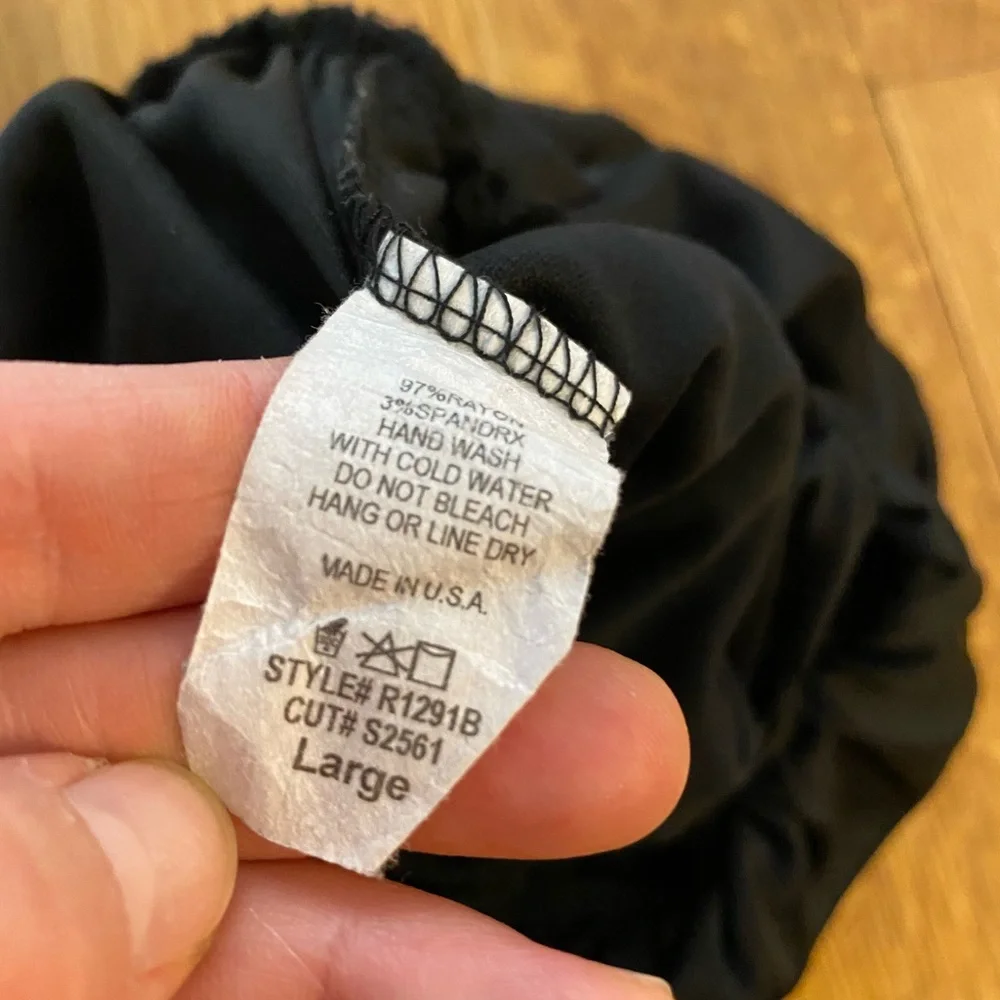 97%RAYON
3%SPANDRX
HAND WASH
WITH COLD WATER
DO NOT BLEACH
HANG OR LINE DRY
MADE IN U.S.A.
STYLE# R1291B
CUT# S2561
Large